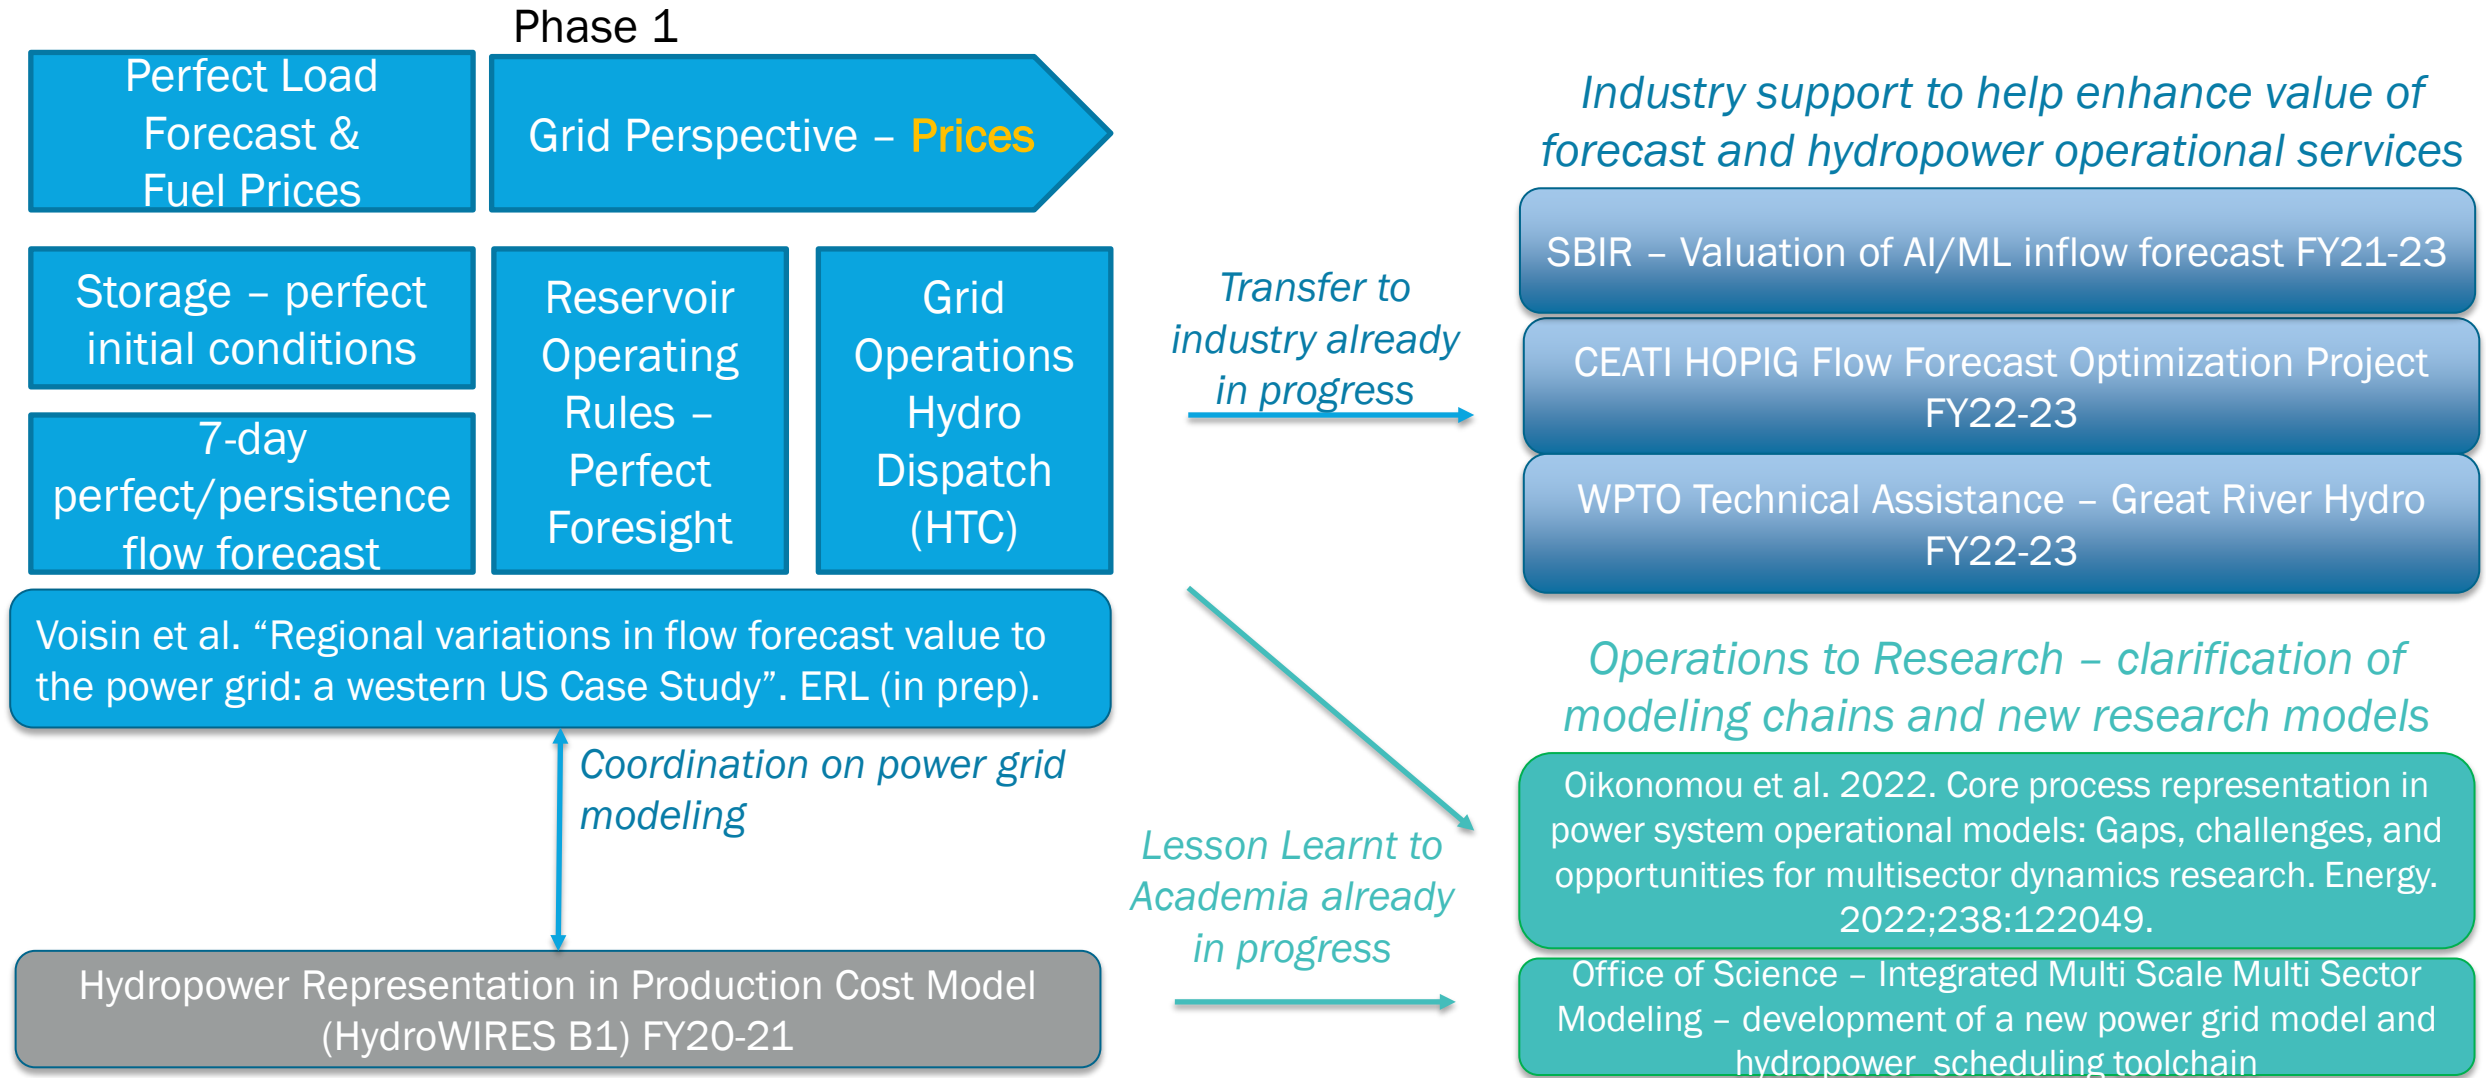 Phase 1
Perfect Load
Forecast &
Fuel Prices
Grid Perspective – Prices
Storage – perfect
initial conditions
7-day
perfect/persistence
flow forecast
Reservoir
Operating
Rules –
Perfect
Foresight
Grid
Operations
Hydro
Dispatch
(HTC)
Voisin et al. “Regional variations in flow forecast value to
the power grid: a western US Case Study”. ERL (in prep).
Coordination on power grid
modeling
Hydropower Representation in Production Cost Model
(HydroWIRES B1) FY20-21
Transfer to
industry already
in progress
Lesson Learnt to
Academia already
in progress
Industry support to help enhance value of
forecast and hydropower operational services
SBIR – Valuation of AI/ML inflow forecast FY21-23
CEATI HOPIG Flow Forecast Optimization Project
FY22-23
WPTO Technical Assistance – Great River Hydro
FY22-23
Operations to Research – clarification of
modeling chains and new research models
Oikonomou et al. 2022. Core process representation in
power system operational models: Gaps, challenges, and
opportunities for multisector dynamics research. Energy.
2022;238:122049.
Office of Science – Integrated Multi Scale Multi Sector
Modeling – development of a new power grid model and
hydropower scheduling toolchain